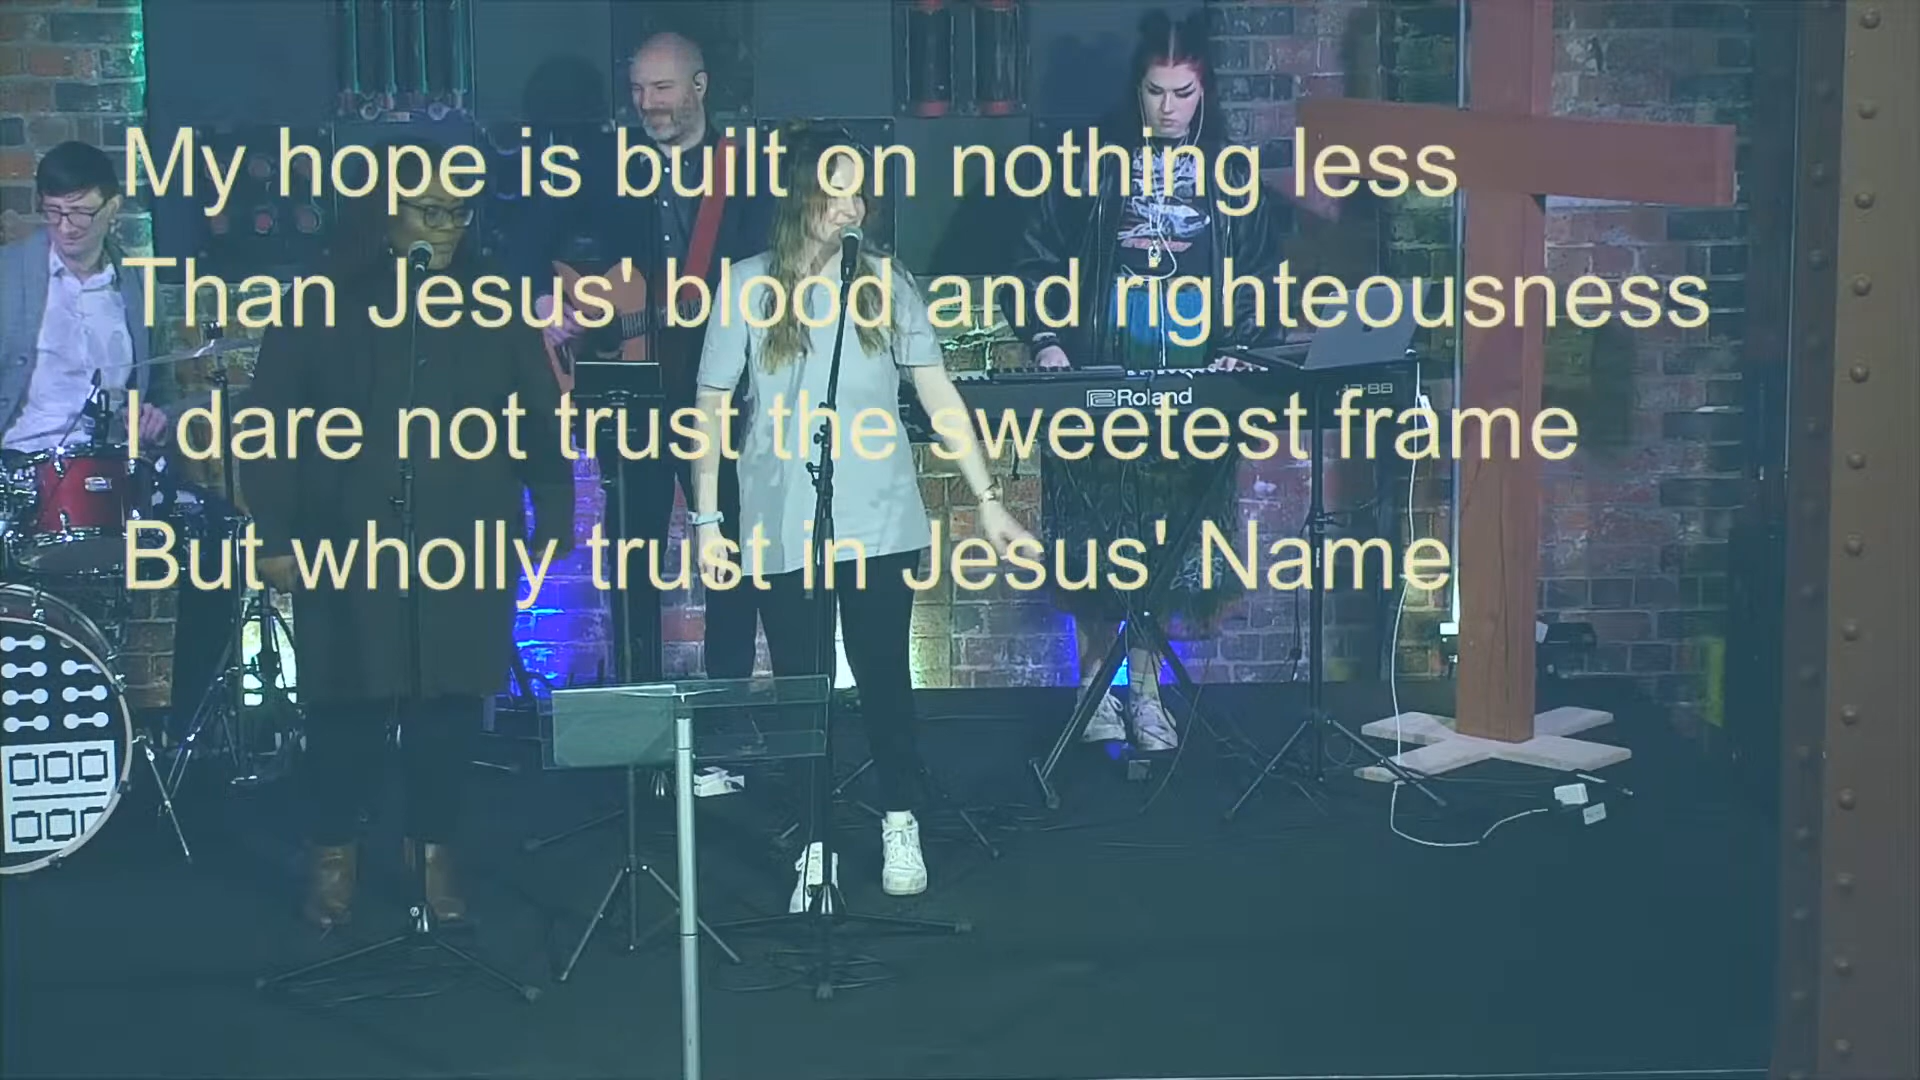 My hope is built on nothing less
Than Jesus' blood and righteousness
I dare not trust the sweetest frame
But wholly trust in Jesus' Name
Roland